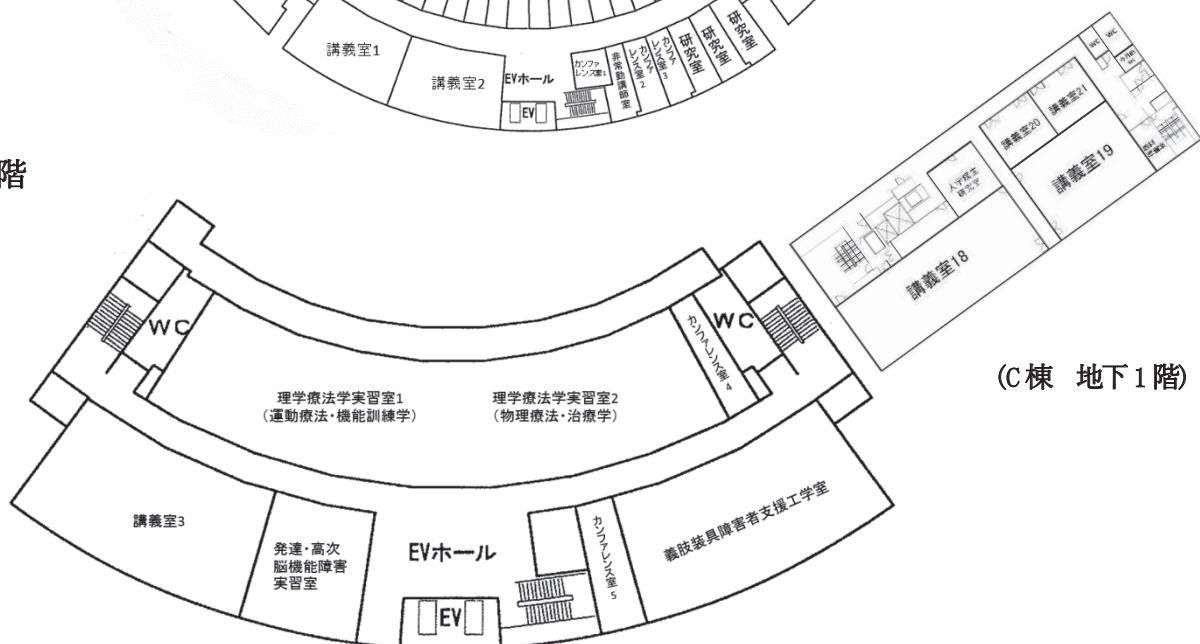 講義室1
講義室2
EVホール
EV
カンファ
レンス室1
非常勤講師室
カンファ
レンス室2
カンファ
レンス室3
研究室
研究室
研究室
階
WC
WC
講義室20
講義室21
講義室19
講義室18
(C棟 地下1階)
WC
WC
カンファレンス室4
理学療法学実習室1
(運動療法・機能訓練学)
理学療法学実習室2
(物理療法・治療学)
講義室3
発達・高次
脳機能障害
実習室
EVホール
EV
カンファレンス室5
義肢装具障害者支援工学室